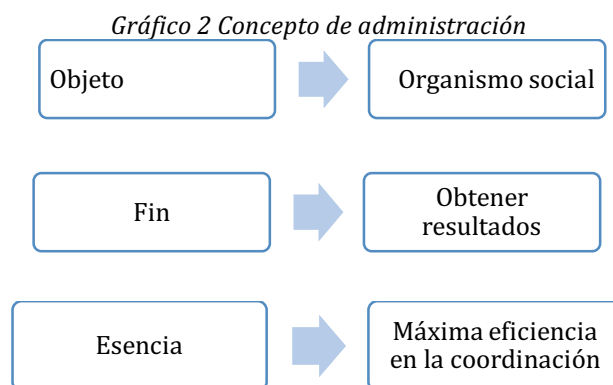 Gráfico 2 Concepto de administración
Objeto
Organismo social
Fin
Obtener
resultados
Esencia
Máxima eficiencia
en la coordinación